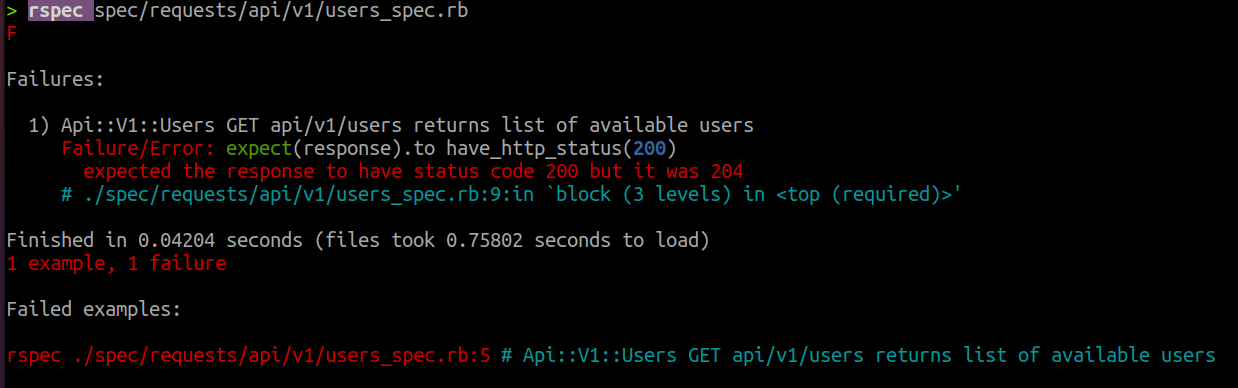 > rspec spec/requests/api/v1/users_spec.rb
F
Failures:
1) Api::V1::Users GET api/v1/users returns list of available users
Failure/Error: expect(response).to have_http_status(200)
expected the response to have status code 200 but it was 204
# ./spec/requests/api/v1/users_spec.rb:9:in `block (3 levels) in <top (required)>'
Finished in 0.04204 seconds (files took 0.75802 seconds to load)
1 example, 1 failure
Failed examples:
rspec ./spec/requests/api/v1/users_spec.rb:5 # Api::V1::Users GET api/v1/users returns list of available users